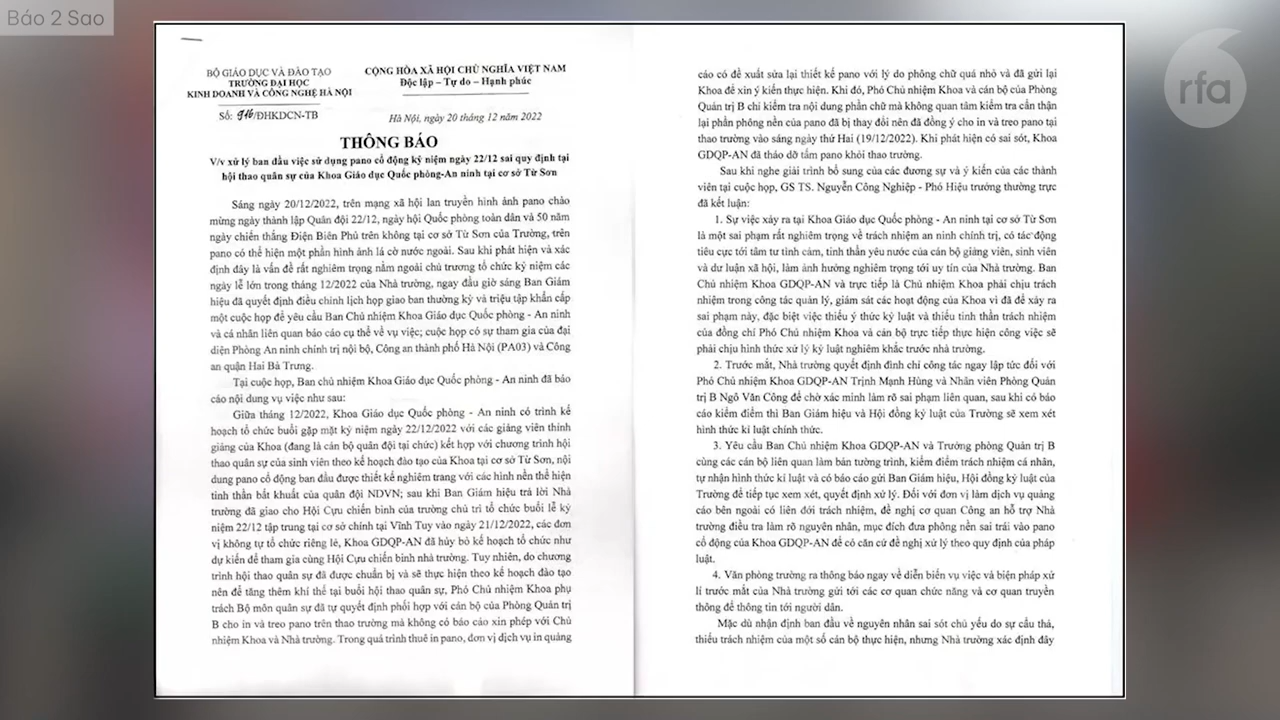 Báo 2 Sao
rfa
BỘ GIÁO DỤC VÀ ĐÀO TẠO
TRƯỜNG ĐẠI HỌC
KINH DOANH VÀ CÔNG NGHỆ HÀ NỘI
Số: 916/ĐHKDCN-TB
CỘNG HÒA XÃ HỘI CHỦ NGHĨA VIỆT NAM
Độc lập – Tự do – Hạnh phúc
Hà Nội, ngày 20 tháng 12 năm 2022
THÔNG BÁO
V/v xử lý ban đầu việc sử dụng pano cổ động kỷ niệm ngày 22/12 sai quy định tại
hội thao quân sự của Khoa Giáo dục Quốc phòng-An ninh tại cơ sở Từ Sơn
Sáng ngày 20/12/2022, trên mạng xã hội lan truyền hình ảnh pano chào
mừng ngày thành lập Quân đội 22/12, ngày hội Quốc phòng toàn dân và 50 năm
ngày chiến thắng Điện Biên Phủ trên không tại cơ sở Từ Sơn của Trường, trên
pano có thể hiện một phần hình ảnh lá cờ nước ngoài. Sau khi phát hiện và xác
định đây là vấn đề rất nghiêm trọng nằm ngoài chủ trương tổ chức kỷ niệm các
ngày lễ lớn trong tháng 12/2022 của Nhà trường, ngay đầu giờ sáng Ban Giám
hiệu đã quyết định điều chỉnh lịch họp giao ban thường kỳ và triệu tập khẩn cấp
một cuộc họp để yêu cầu Ban Chủ nhiệm Khoa Giáo dục Quốc phòng - An ninh
và cá nhân liên quan báo cáo cụ thể về vụ việc; cuộc họp có sự tham gia của đại
diện Phòng An ninh chính trị nội bộ, Công an thành phố Hà Nội (PA03) và Công
an quận Hai Bà Trưng.
Tại cuộc họp, Ban chủ nhiệm Khoa Giáo dục Quốc phòng - An ninh đã báo
cáo nội dung vụ việc như sau:
Giữa tháng 12/2022, Khoa Giáo dục Quốc phòng - An ninh có trình kế
hoạch tổ chức buổi gặp mặt kỷ niệm ngày 22/12/2022 với các giảng viên thỉnh
giảng của Khoa (đang là cán bộ quân đội tại chức) kết hợp với chương trình hội
thao quân sự của sinh viên theo kế hoạch đào tạo của Khoa tại cơ sở Từ Sơn, nội
dung pano cổ động ban đầu được thiết kế nghiêm trang với các hình nền thể hiện
tinh thần bất khuất của quân đội NDVN; sau khi Ban Giám hiệu trả lời Nhà
trường đã giao cho Hội Cựu chiến binh của trường chủ trì tổ chức buổi lễ kỷ
niệm 22/12 tập trung tại cơ sở chính tại Vĩnh Tuy vào ngày 21/12/2022, các đơn
vị không tự tổ chức riêng lẻ, Khoa GDQP-AN đã hủy bỏ kế hoạch tổ chức như
dự kiến để tham gia cùng Hội Cựu chiến binh nhà trường. Tuy nhiên, do chương
trình hội thao quân sự đã được chuẩn bị và sẽ thực hiện theo kế hoạch đào tạo
nên để tăng thêm khí thế tại buổi hội thao quân sự, Phó Chủ nhiệm Khoa phụ
trách Bộ môn quân sự đã tự quyết định phối hợp với cán bộ của Phòng Quản trị
B cho in và treo pano trên thao trường mà không có báo cáo xin phép với Chủ
nhiệm Khoa và Nhà trường. Trong quá trình thuê in pano, đơn vị dịch vụ in quảng
cáo có đề xuất sửa lại thiết kế pano với lý do phông chữ quá nhỏ và đã gửi lại
Khoa để xin ý kiến thực hiện. Khi đó, Phó Chủ nhiệm Khoa và cán bộ của Phòng
Quản trị B chỉ kiểm tra nội dung phần chữ mà không quan tâm kiểm tra cẩn thận
lại phần phông nền của pano đã bị thay đổi nên đã đồng ý cho in và treo pano tại
thao trường vào sáng ngày thứ Hai (19/12/2022). Khi phát hiện có sai sót, Khoa
GDQP-AN đã tháo dỡ tấm pano khỏi thao trường.
Sau khi nghe giải trình bổ sung của các đương sự và ý kiến của các thành
viên tại cuộc họp, GS TS. Nguyễn Công Nghiệp - Phó Hiệu trưởng thường trực
đã kết luận:
1. Sự việc xảy ra tại Khoa Giáo dục Quốc phòng - An ninh tại cơ sở Từ Sơn
là một sai phạm rất nghiêm trọng về trách nhiệm an ninh chính trị, có tác động
tiêu cực tới tâm tư tình cảm, tinh thần yêu nước của cán bộ giảng viên, sinh viên
và dư luận xã hội, làm ảnh hưởng nghiêm trọng tới uy tín của Nhà trường. Ban
Chủ nhiệm Khoa GDQP-AN và trực tiếp là Chủ nhiệm Khoa phải chịu trách
nhiệm trong công tác quản lý, giám sát các hoạt động của Khoa vì đã để xảy ra
sai phạm này, đặc biệt việc thiếu ý thức kỷ luật và thiếu tinh thần trách nhiệm
của đồng chí Phó Chủ nhiệm Khoa và cán bộ trực tiếp thực hiện công việc sẽ
phải chịu hình thức xử lý kỷ luật nghiêm khắc trước nhà trường.
2. Trước mắt, Nhà trường quyết định đình chỉ công tác ngay lập tức đối với
Phó Chủ nhiệm Khoa GDQP-AN Trịnh Mạnh Hùng và Nhân viên Phòng Quản
trị B Ngô Văn Công để chờ xác minh làm rõ sai phạm liên quan, sau khi có báo
cáo kiểm điểm thì Ban Giám hiệu và Hội đồng kỷ luật của Trường sẽ xem xét
hình thức kỉ luật chính thức.
3. Yêu cầu Ban Chủ nhiệm Khoa GDQP-AN và Trưởng phòng Quản trị B
cùng các cán bộ liên quan làm bản tường trình, kiểm điểm trách nhiệm cá nhân,
tự nhận hình thức kỉ luật và có báo cáo gửi Ban Giám hiệu, Hội đồng kỷ luật của
Trường để tiếp tục xem xét, quyết định xử lý. Đối với đơn vị làm dịch vụ quảng
cáo bên ngoài có liên đới trách nhiệm, đề nghị cơ quan Công an hỗ trợ Nhà
trường điều tra làm rõ nguyên nhân, mục đích đưa phông nền sai trái vào pano
cổ động của Khoa GDQP-AN để có căn cứ đề nghị xử lý theo quy định của pháp
luật.
4. Văn phòng trường ra thông báo ngay về diễn biến vụ việc và biện pháp xử
lí trước mắt của Nhà trường gửi tới các cơ quan chức năng và cơ quan truyền
thông để thông tin tới người dân.
Mặc dù nhận định ban đầu về nguyên nhân sai sót chủ yếu do sự cẩu thả,
thiếu trách nhiệm của một số cán bộ thực hiện, nhưng Nhà trường xác định đây